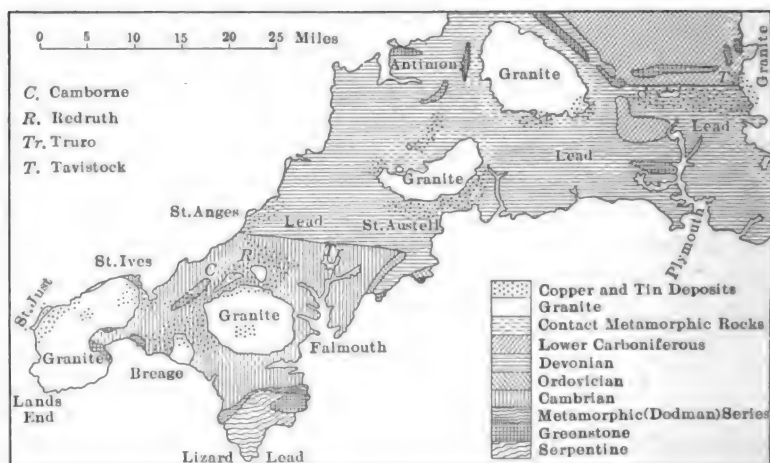 0 5 10 15 20 25 Miles
C. Camborne
R. Redruth
Tr. Truro
T. Tavistock
Antimony
Granite
Granite
T.
Lead
Lead
Granite
St. Anges
Lead
St. Austell
Plymouth
St. Ives
C
R
Tr.
St. Just
Granite
Granite
Falmouth
Breage
Lands
End
Lizard
Lead
Copper and Tin Deposits
Granite
Contact Metamorphic Rocks
Lower Carboniferous
Devonian
Ordovician
Cambrian
Metamorphic (Dodman) Series
Greenstone
Serpentine